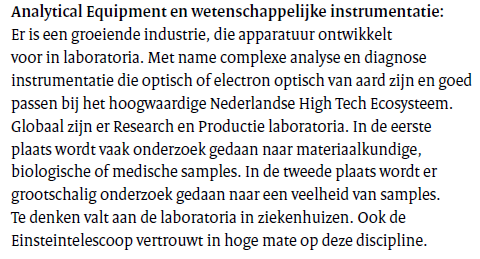 Analytical Equipment en wetenschappelijke instrumentatie:
Er is een groeiende industrie, die apparatuur ontwikkelt
voor in laboratoria. Met name complexe analyse en diagnose
instrumentatie die optisch of electron optisch van aard zijn en goed
passen bij het hoogwaardige Nederlandse High Tech Ecosysteem.
Globaal zijn er Research en Productie laboratoria. In de eerste
plaats wordt vaak onderzoek gedaan naar materiaalkundige,
biologische of medische samples. In de tweede plaats wordt er
grootschalig onderzoek gedaan naar een veelheid van samples.
Te denken valt aan de laboratoria in ziekenhuizen. Ook de
Einsteintelescoop vertrouwt in hoge mate op deze discipline.